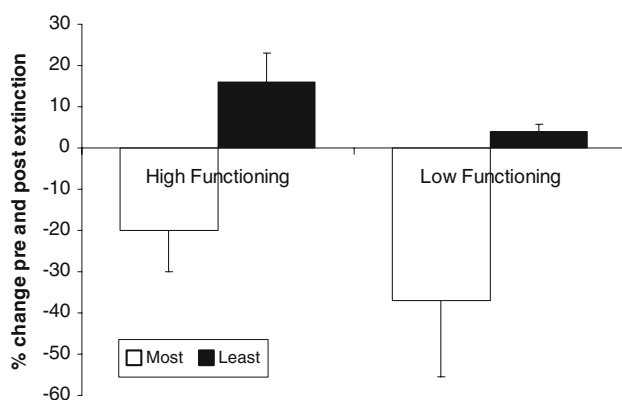 % change pre and post extinction
30
20
10
0
-10
-20
-30
-40
-50
-60
High Functioning
Low Functioning
Most
Least